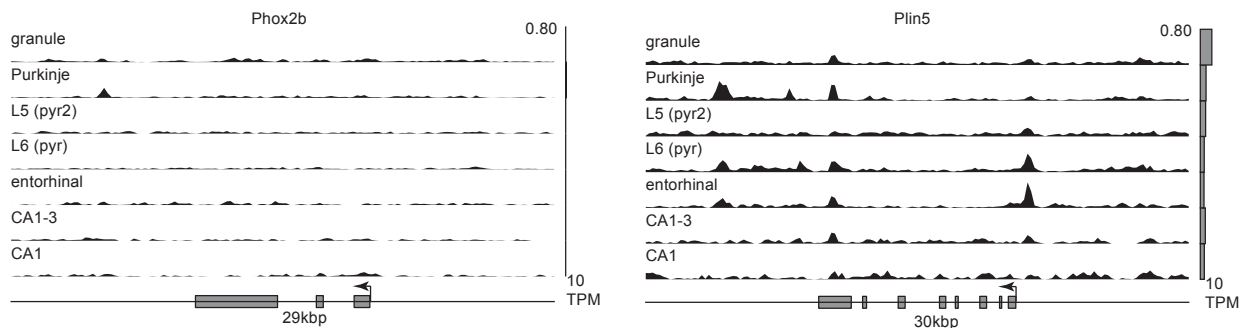 Phox2b
0.80
granule
Purkinje
L5 (pyr2)
L6 (pyr)
entorhinal
CA1-3
CA1
10
TPM
29kbp
Plin5
0.80
granule
Purkinje
L5 (pyr2)
L6 (pyr)
entorhinal
CA1-3
CA1
10
TPM
30kbp